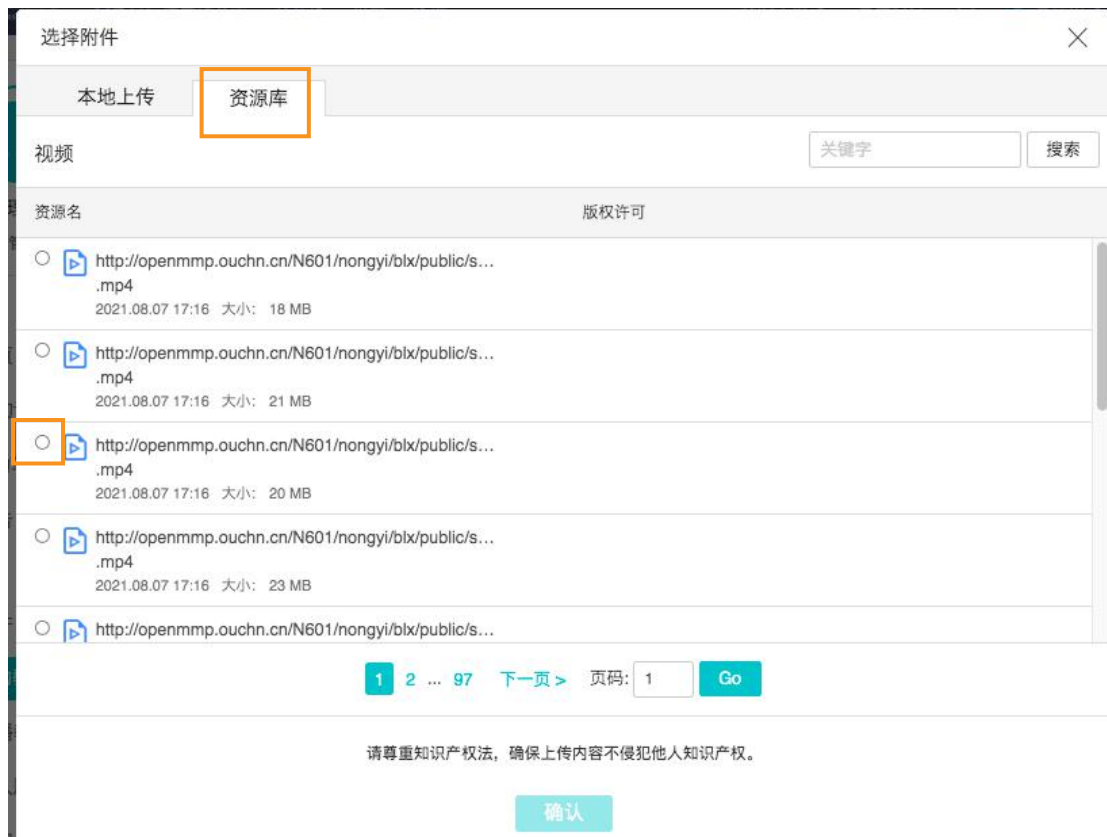 选择附件
本地上传 资源库
视频 关键字 搜索
资源名 版权许可
http://openmmp.ouchn.cn/N601/nongyi/blx/public/s...
.mp4
2021.08.07 17:16 大小: 18 MB
http://openmmp.ouchn.cn/N601/nongyi/blx/public/s...
.mp4
2021.08.07 17:16 大小: 21 MB
http://openmmp.ouchn.cn/N601/nongyi/blx/public/s...
.mp4
2021.08.07 17:16 大小: 20 MB
http://openmmp.ouchn.cn/N601/nongyi/blx/public/s...
.mp4
2021.08.07 17:16 大小: 23 MB
http://openmmp.ouchn.cn/N601/nongyi/blx/public/s...
1 2 ... 97 下一页 > 页码: 1 Go
请尊重知识产权法，确保上传内容不侵犯他人知识产权。
确认